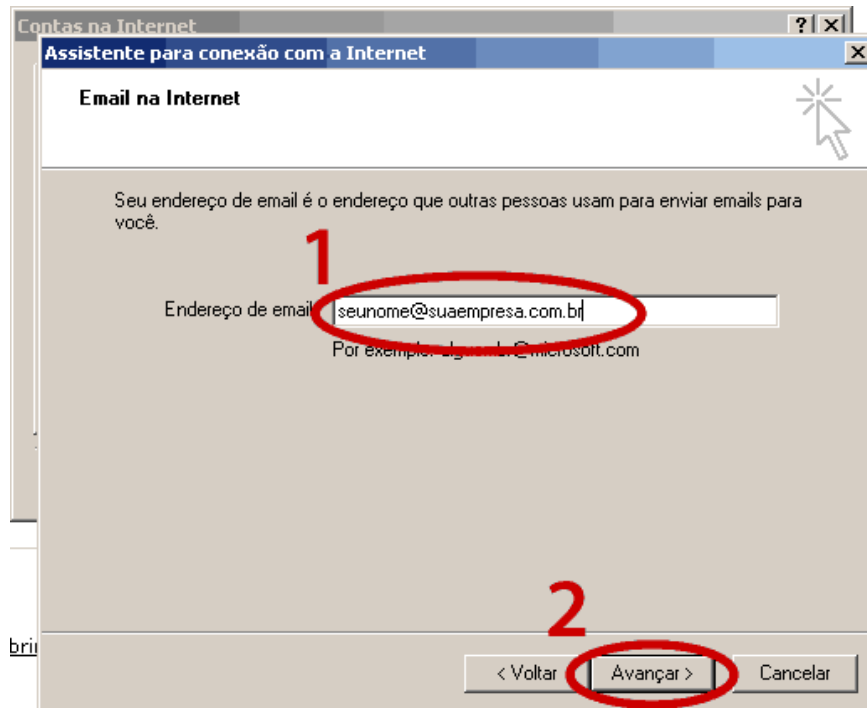 Contas na Internet
Assistente para conexão com a Internet
Email na Internet
Seu endereço de email é o endereço que outras pessoas usam para enviar emails para
você.
1
Endereço de email: seunome@suaempresa.com.br
Por exemplo: alguembr@microsoft.com
2
brir
< Voltar Avançar > Cancelar